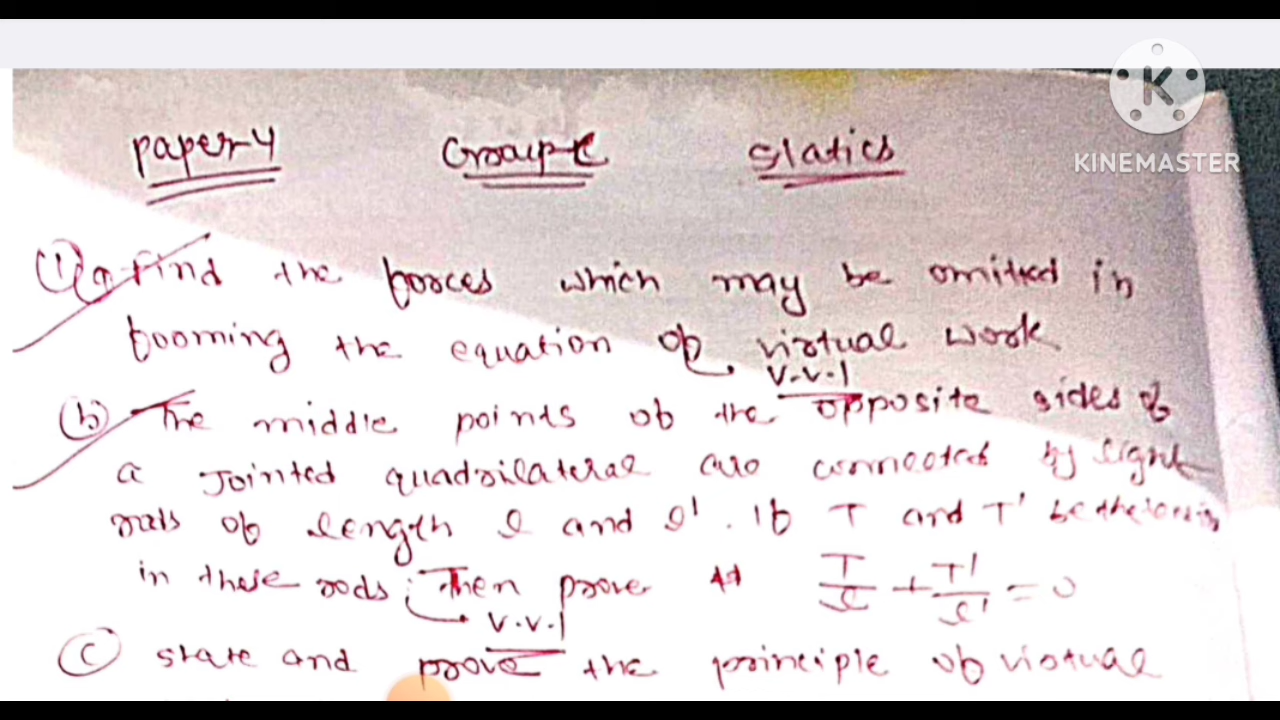 KINEMASTER
Paper-4 Group-C Statics
(1) a- Find the forces which may be omitted in
forming the equation of virtual work.
V.V.I
(b) The middle points of the opposite sides of
a Jointed quadrilateral are connected by light
rods of length l and l'. If T and T' be the tension
in these rods; Then prove tt T/l + T'/l' = 0
V.V.I
(c) state and prove the principle of virtual